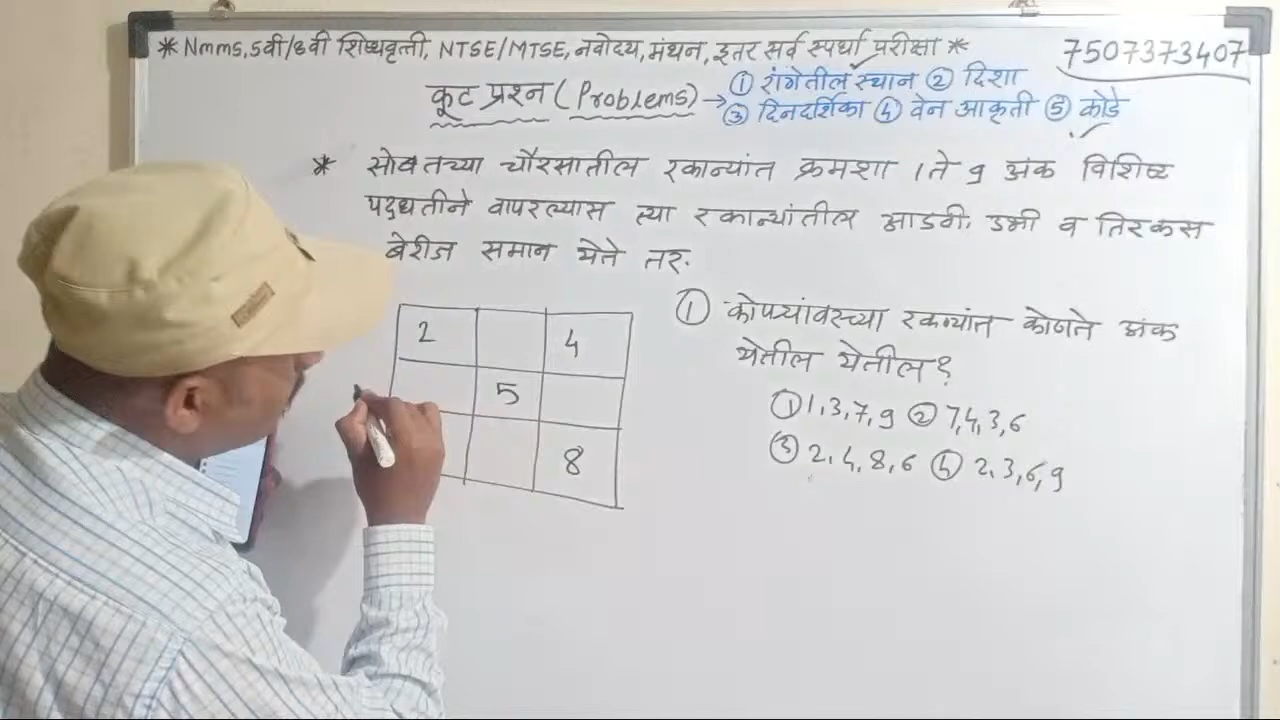 * Nmms, 5वी/8वी शिष्यवृत्ती, NTSE/MTSE, नवोदय, मंथन, इतर सर्व स्पर्धा परीक्षा *
7507373407
कूट प्रश्न (Problems) →
① रांगेतील स्थान ② दिशा
③ दिनदर्शिका ④ वेन आकृती ⑤ कोडे
* सोबतच्या चौरसातील रकान्यांत क्रमशा 1 ते 9 अंक विशिष्ट
पद्धतीने वापरल्यास त्या रकान्यांतील आडवी, उभी व तिरकस
बेरीज समान येते तर.
2 4
5
8
① कोपऱ्यांवरच्या रकान्यांत कोणते अंक
येतील येतील?
① 1,3,7,9 ② 7,4,3,6
③ 2,4,8,6 ④ 2,3,6,9